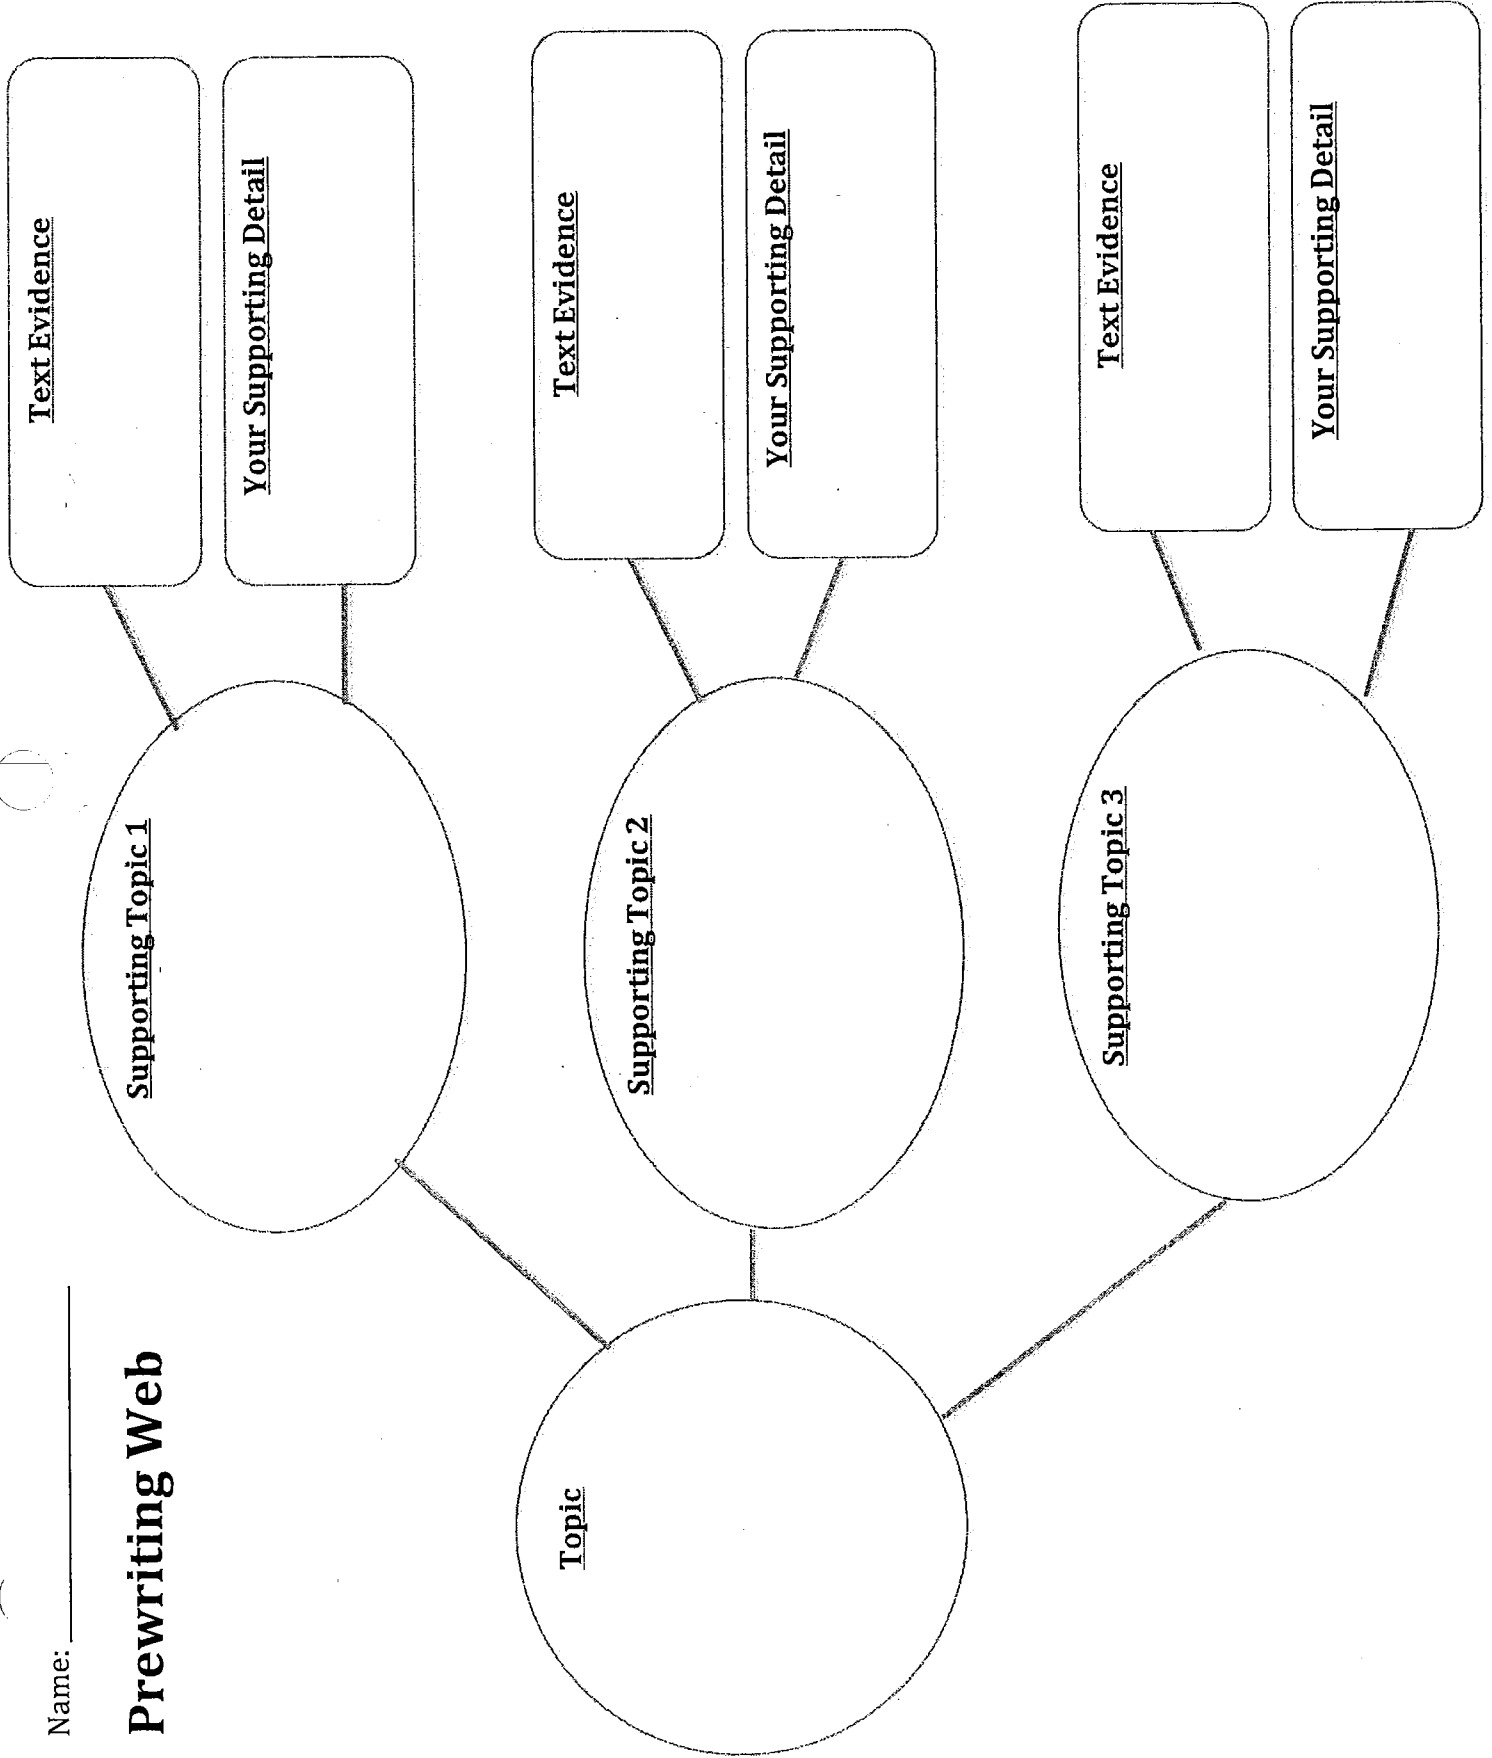 Name:
Prewriting Web
Topic
Supporting Topic 1
Text Evidence
Your Supporting Detail
Supporting Topic 2
Text Evidence
Your Supporting Detail
Supporting Topic 3
Text Evidence
Your Supporting Detail